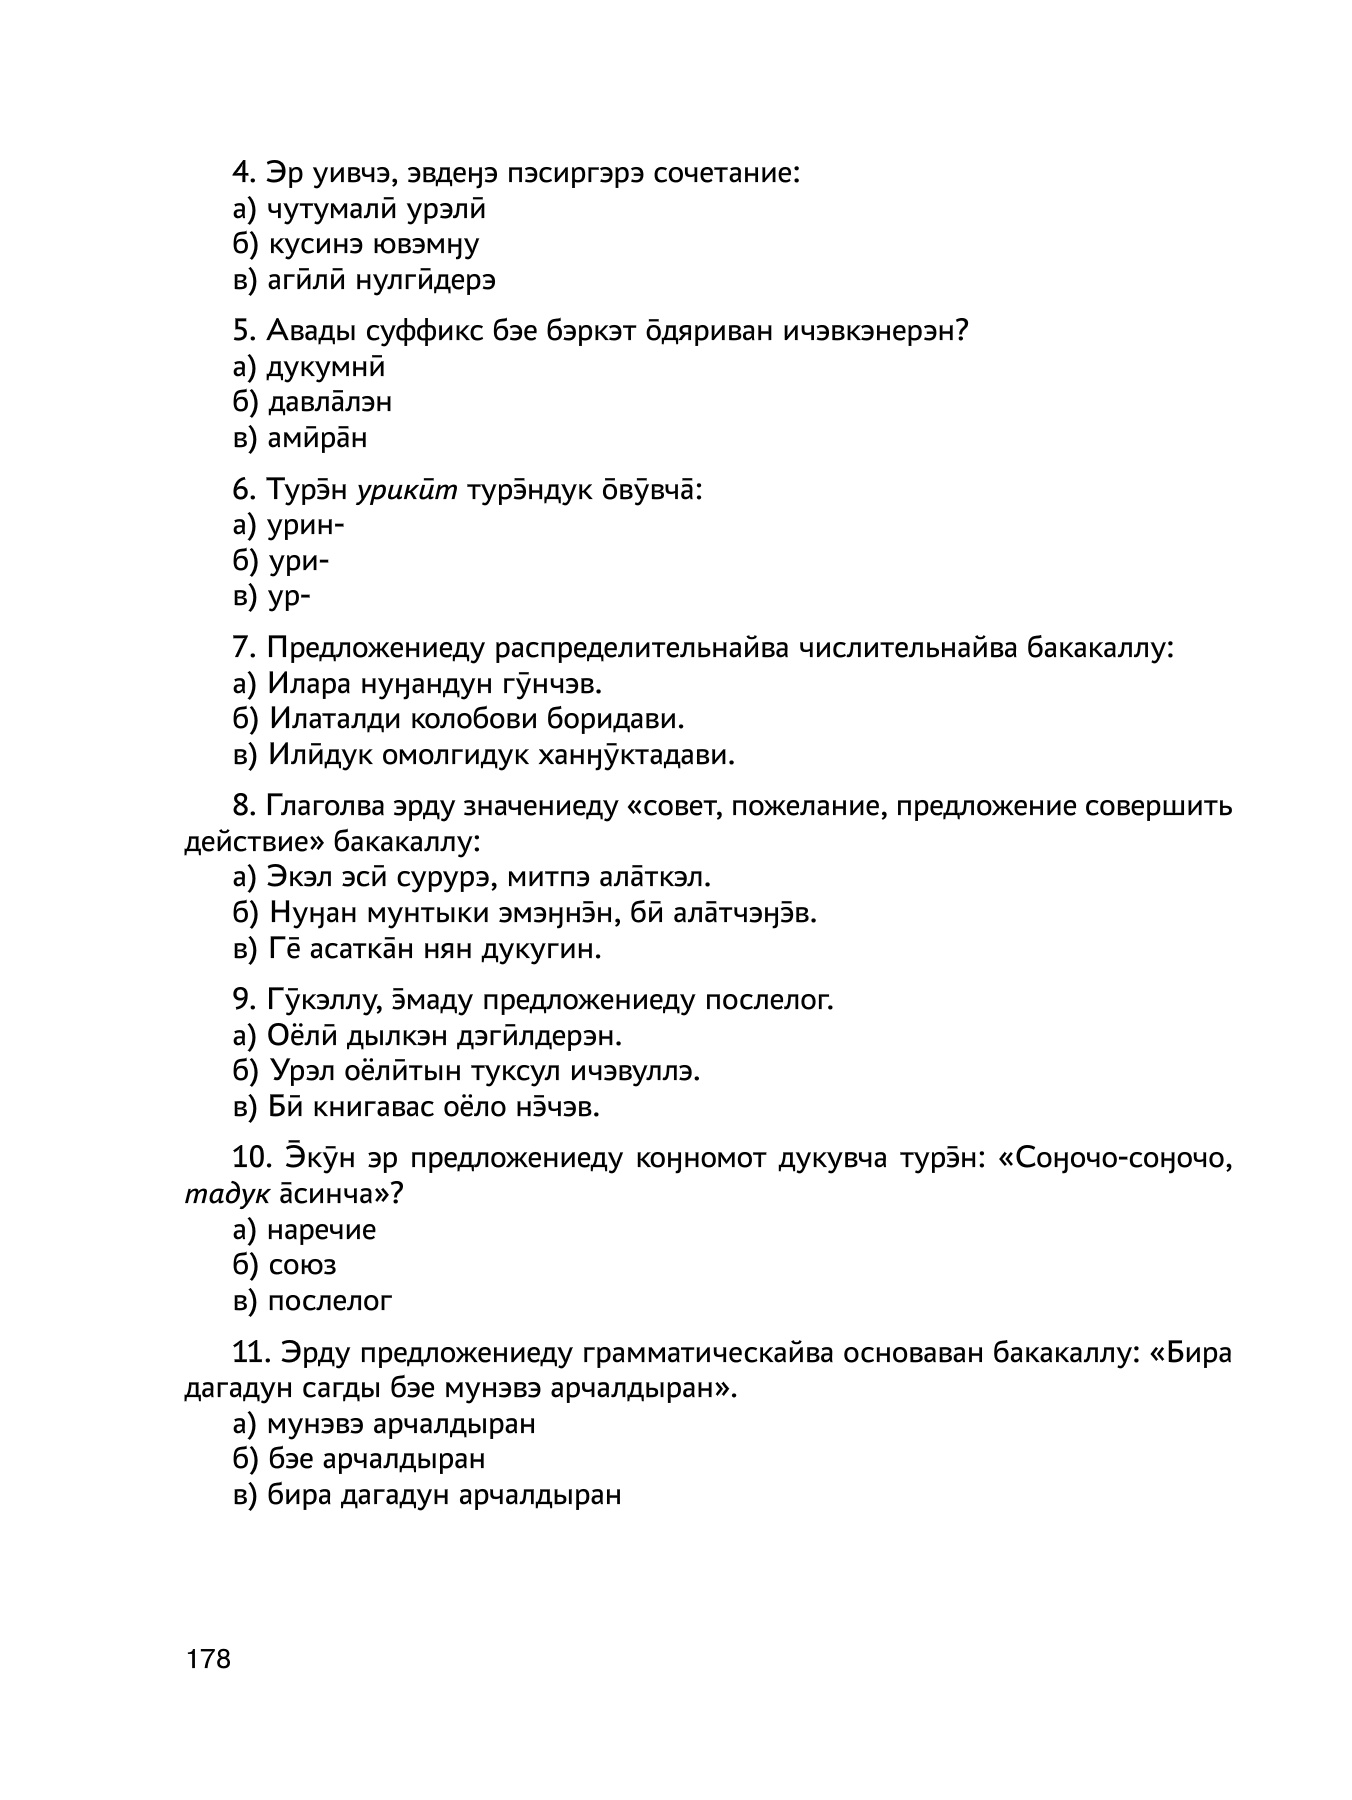 4. Эр уивчэ, эвдеӈэ пэсиргэрэ сочетание:
а) чутумалӣ урэлӣ
б) кусинэ ювэмӈу
в) агӣлӣ нулгӣдерэ
5. Авады суффикс бэе бэркэт о̄дяриван ичэвкэнерэн?
а) дукумнӣ
б) давла̄лэн
в) амӣра̄н
6. Турэ̄н урикӣт турэ̄ндук о̄вӯвча̄:
а) урин-
б) ури-
в) ур-
7. Предложениеду распределительнайва числительнайва бакакаллу:
а) Илара нуӈандун гӯнчэв.
б) Илаталди колобови боридави.
в) Илӣдук омолгидук ханӈӯктадави.
8. Глаголва эрду значениеду «совет, пожелание, предложение совершить
действие» бакакаллу:
а) Экэл эсӣ сурурэ, митпэ ала̄ткэл.
б) Нуӈан мунтыки эмэӈнэ̄н, бӣ ала̄тчэӈэ̄в.
в) Ге̄ асатка̄н нян дукугин.
9. Гӯкэллу, э̄маду предложениеду послелог.
а) Оёлӣ дылкэн дэгӣлдерэн.
б) Урэл оёлӣтын туксул ичэвуллэ.
в) Бӣ книгавас оёло нэ̄чэв.
10. Э̄кӯн эр предложениеду коӈномот дукувча турэ̄н: «Соӈочо-соӈочо,
тадук а̄синча»?
а) наречие
б) союз
в) послелог
11. Эрду предложениеду грамматическайва основаван бакакаллу: «Бира
дагадун сагды бэе мунэвэ арчалдыран».
а) мунэвэ арчалдыран
б) бэе арчалдыран
в) бира дагадун арчалдыран
178